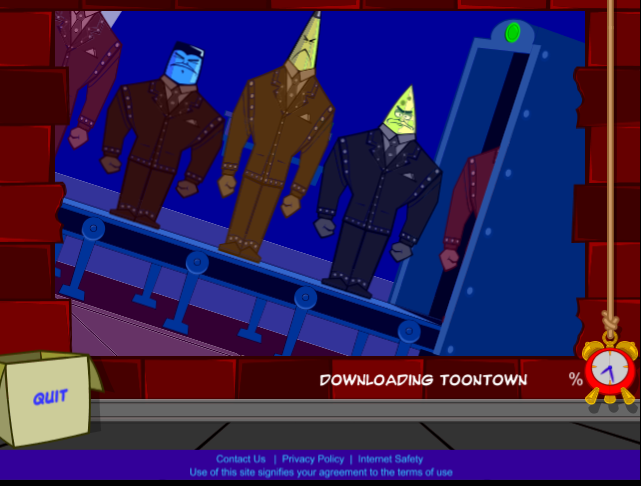 DOWNLOADING TOONTOWN %
QUIT
Contact Us | Privacy Policy | Internet Safety
Use of this site signifies your agreement to the terms of use